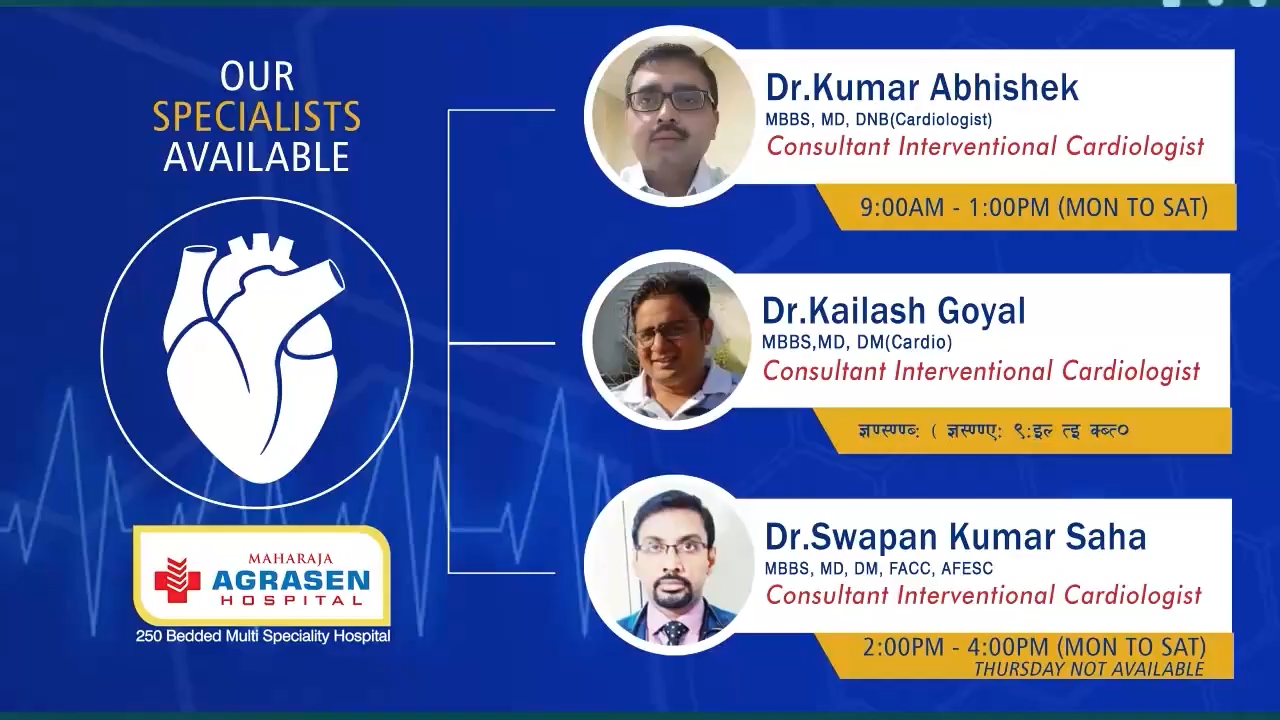 OUR
SPECIALISTS
AVAILABLE
MAHARAJA
AGRASEN
HOSPITAL
250 Bedded Multi Speciality Hospital
Dr.Kumar Abhishek
MBBS, MD, DNB(Cardiologist)
Consultant Interventional Cardiologist
9:00AM - 1:00PM (MON TO SAT)
Dr.Kailash Goyal
MBBS,MD, DM(Cardio)
Consultant Interventional Cardiologist
Dr.Swapan Kumar Saha
MBBS, MD, DM, FACC, AFESC
Consultant Interventional Cardiologist
2:00PM - 4:00PM (MON TO SAT)
THURSDAY NOT AVAILABLE